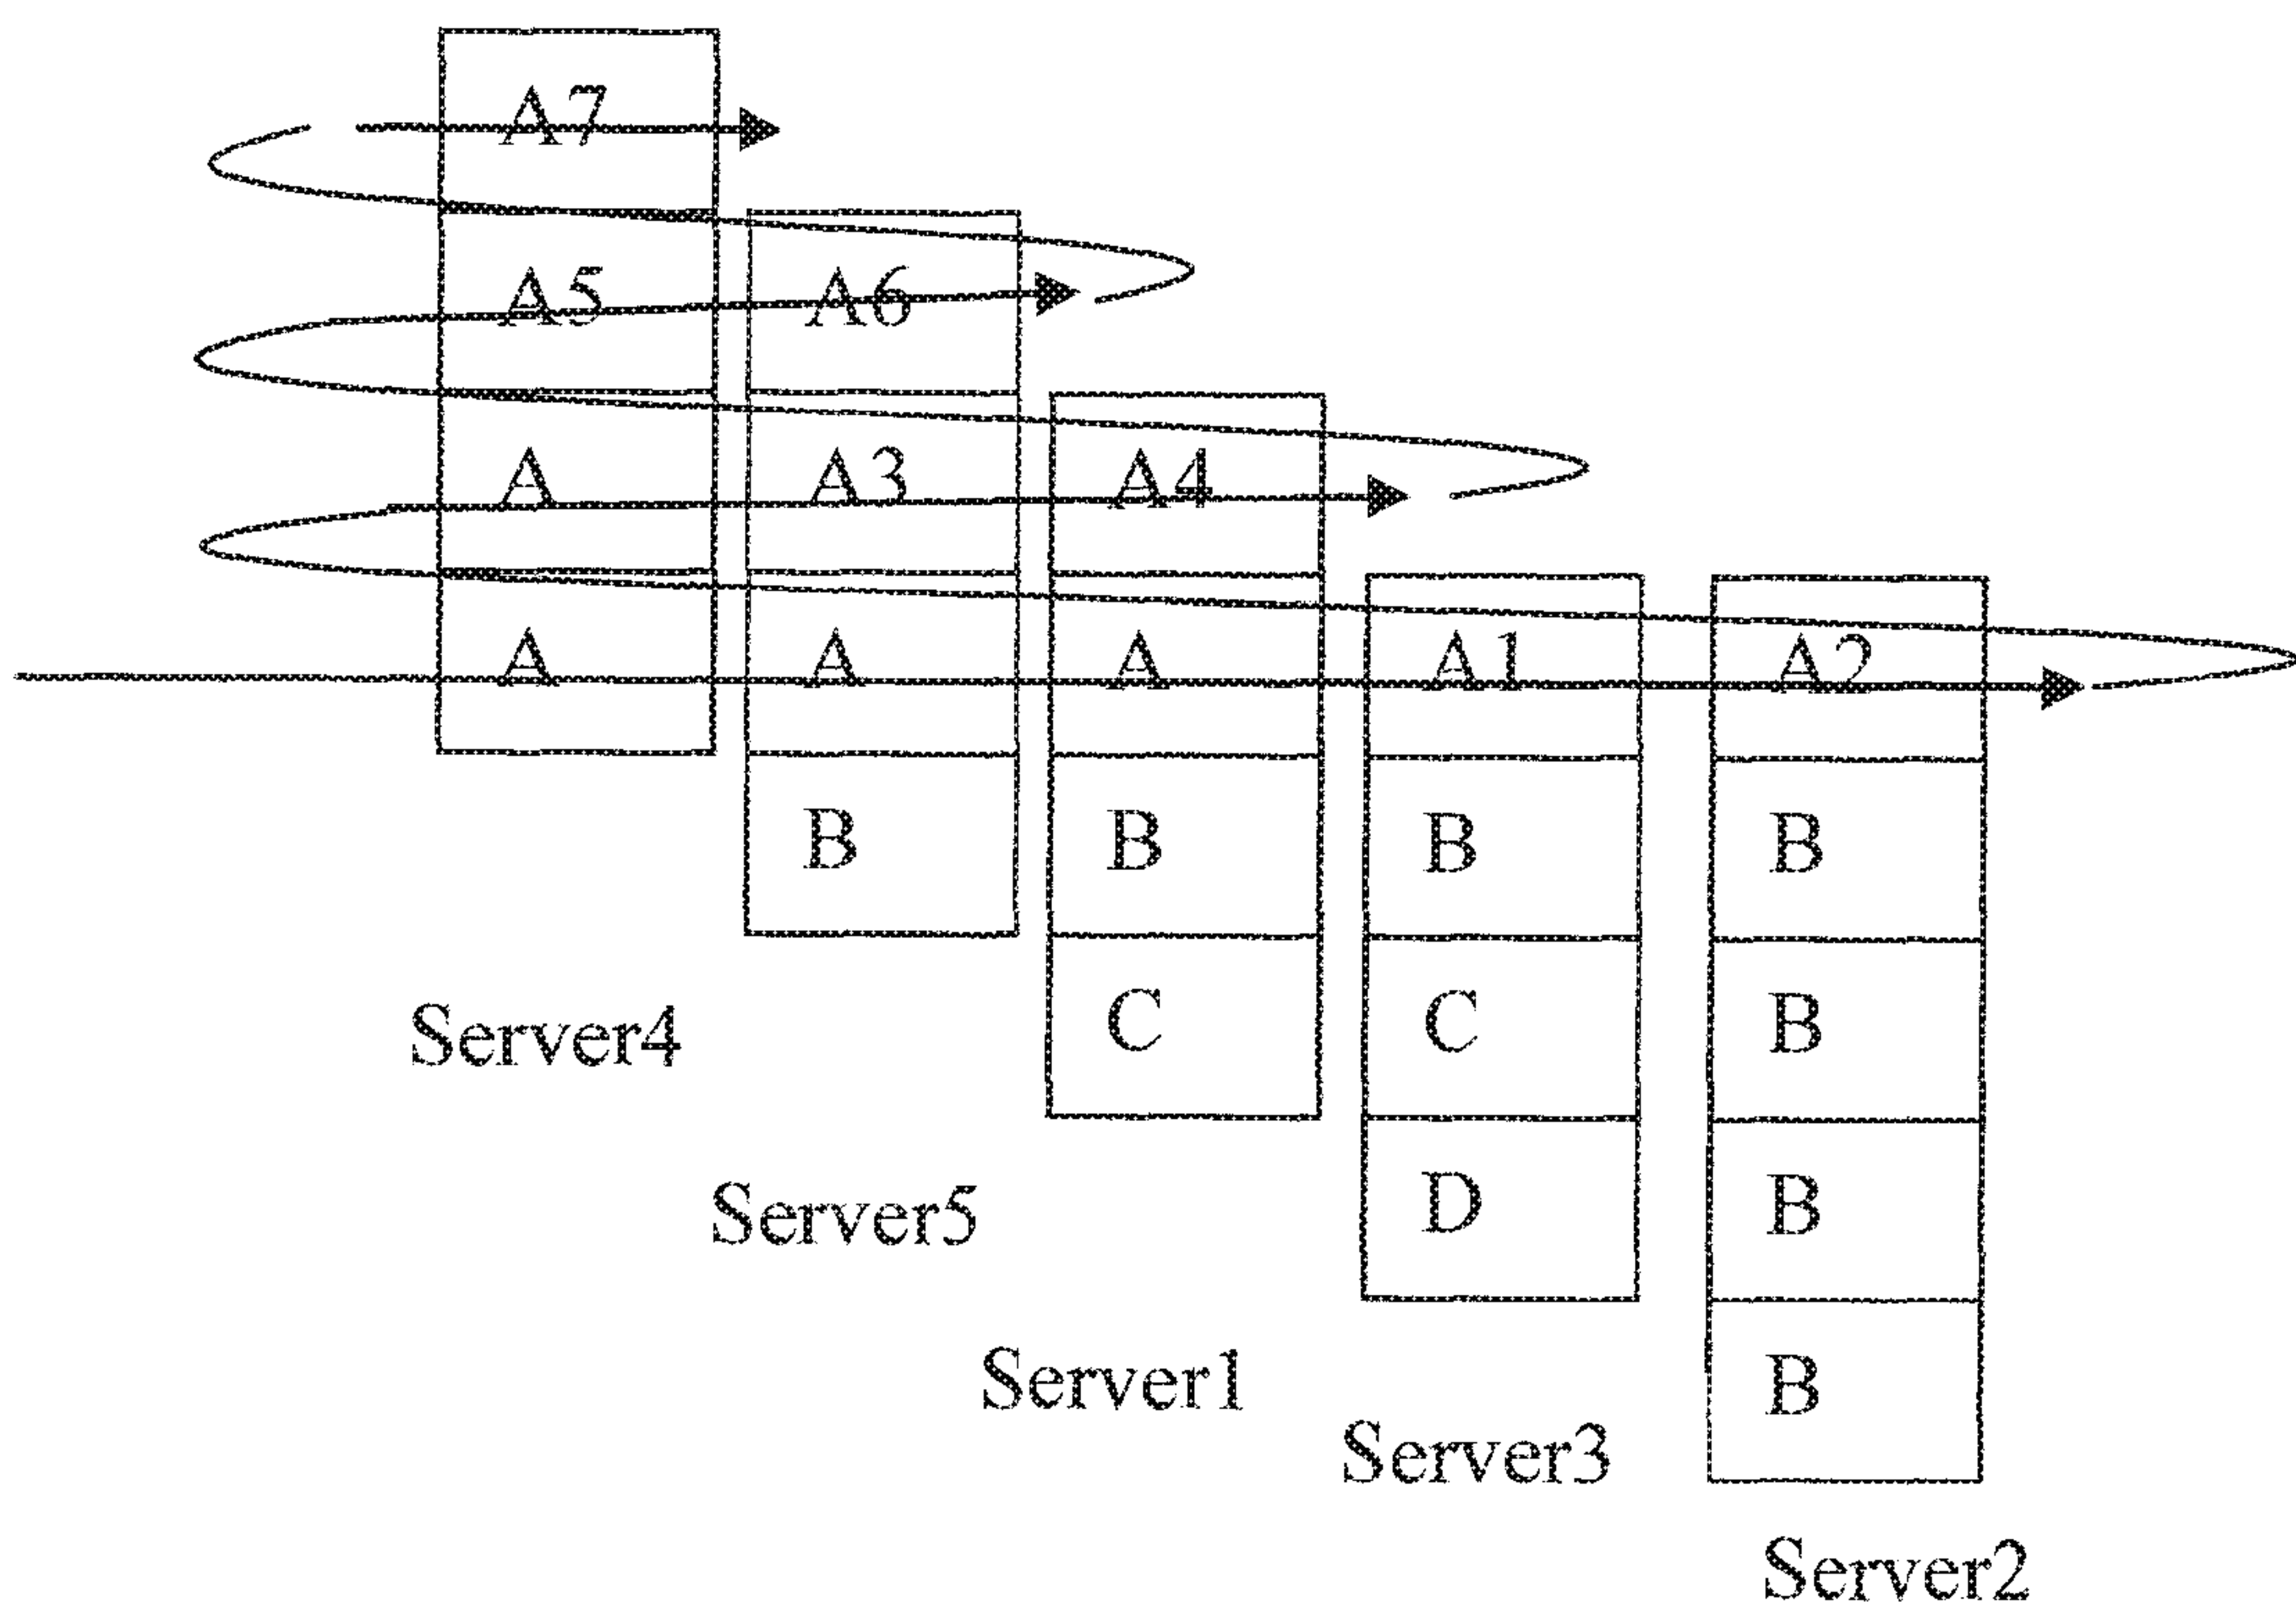 A7
A5 A6
A A3 A4
A A A A1 A2
B B B B
C C B
Server4
D B
Server5
Server1 B
Server3
Server2